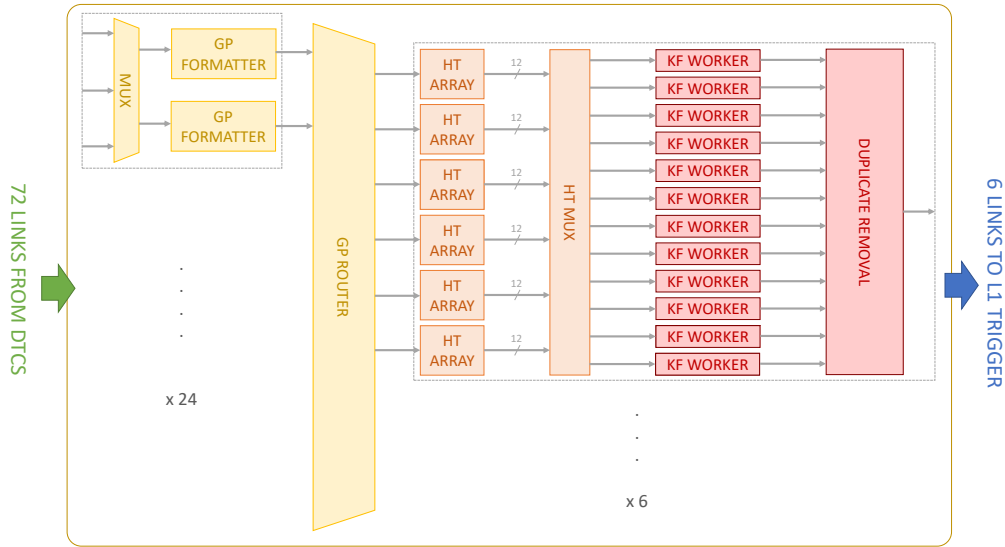 72 LINKS FROM DTCS
MUX
GP
FORMATTER
GP
FORMATTER
x 24
GP ROUTER
HT
ARRAY
12
HT
ARRAY
12
HT
ARRAY
12
HT
ARRAY
12
HT
ARRAY
12
HT
ARRAY
12
HT MUX
KF WORKER
KF WORKER
KF WORKER
KF WORKER
KF WORKER
KF WORKER
KF WORKER
KF WORKER
KF WORKER
KF WORKER
KF WORKER
KF WORKER
DUPLICATE REMOVAL
x 6
6 LINKS TO L1 TRIGGER